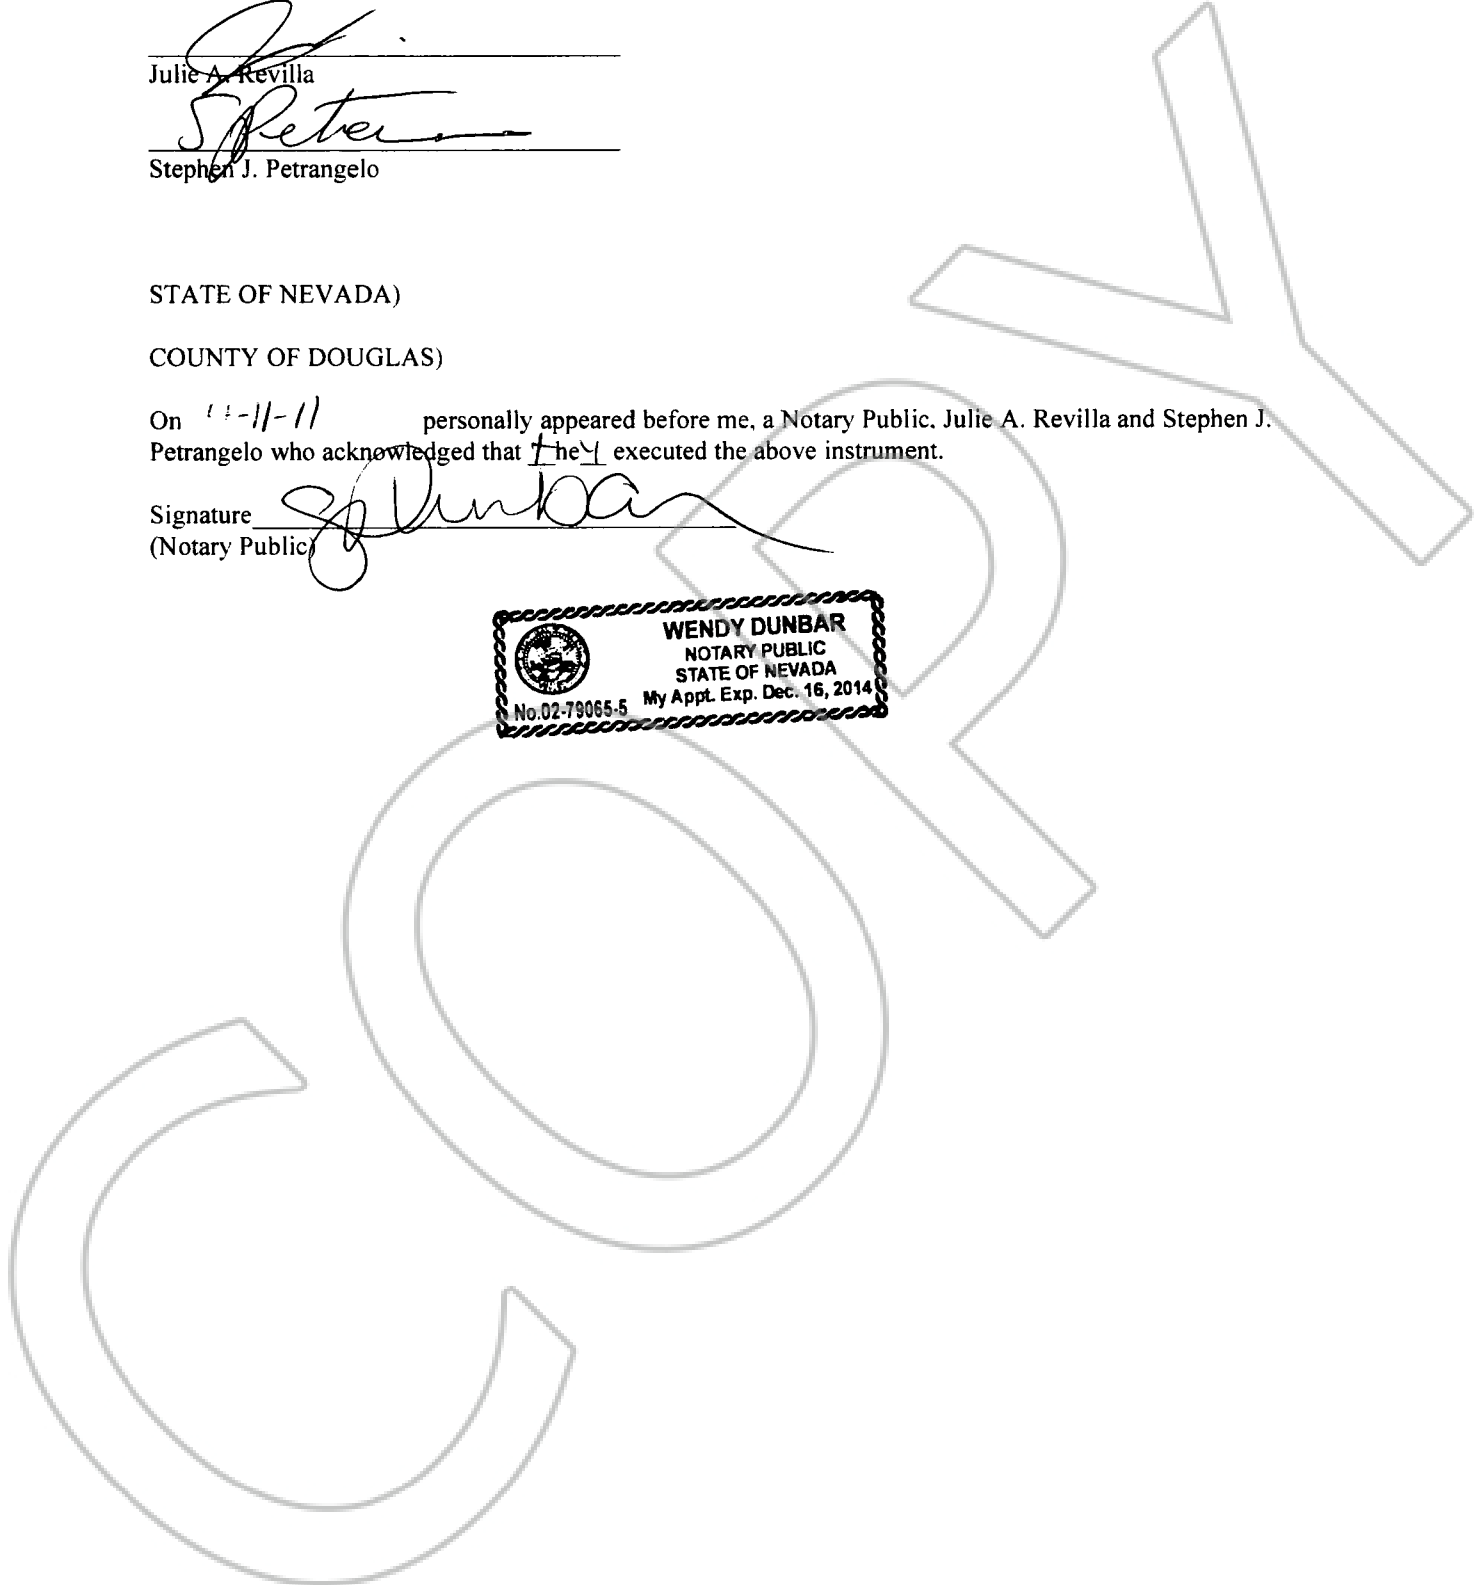 Julie A. Revilla
Stephen J. Petrangelo
STATE OF NEVADA)
COUNTY OF DOUGLAS)
On 11-11-11 personally appeared before me, a Notary Public, Julie A. Revilla and Stephen J.
Petrangelo who acknowledged that they executed the above instrument.
Signature
(Notary Public)
WENDY DUNBAR
NOTARY PUBLIC
STATE OF NEVADA
My Appt. Exp. Dec. 16, 2014
No.02-79065-5
COPY